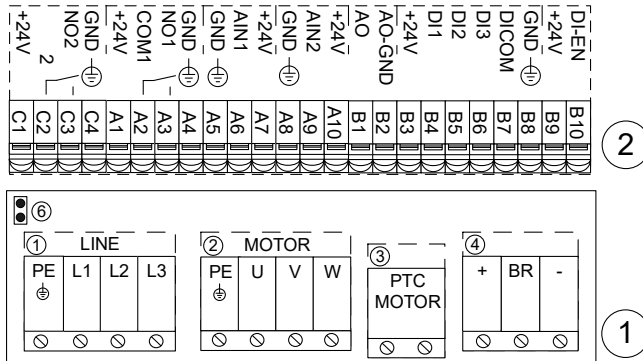 +24V 2 NO2 GND +24V COM1 NO1 GND GND AIN1 +24V GND AIN2 +24V AO AO-GND +24V DI1 DI2 DI3 DICOM GND +24V DI-EN
C1 C2 C3 C4 A1 A2 A3 A4 A5 A6 A7 A8 A9 A10 B1 B2 B3 B4 B5 B6 B7 B8 B9 B10
2
6
1 LINE 2 MOTOR 3 4
PE L1 L2 L3 PE U V W PTC MOTOR + BR -
1